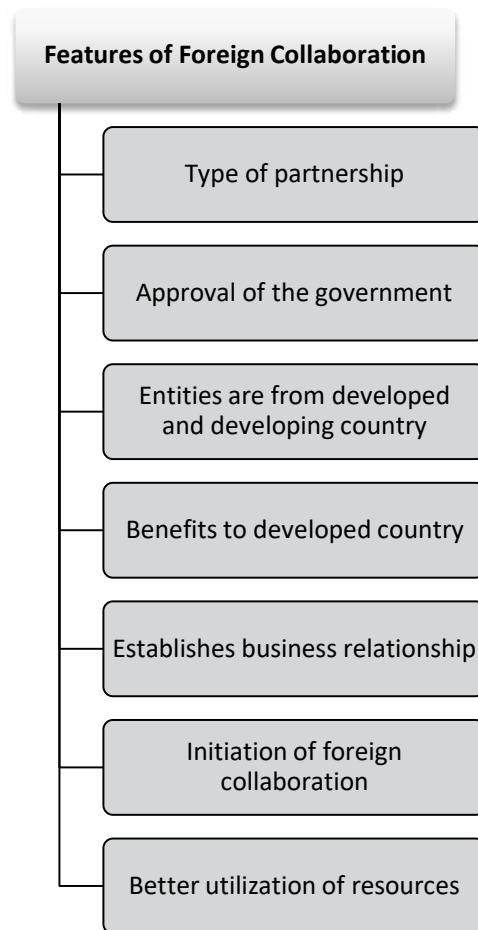 Features of Foreign Collaboration
Type of partnership
Approval of the government
Entities are from developed
and developing country
Benefits to developed country
Establishes business relationship
Initiation of foreign
collaboration
Better utilization of resources